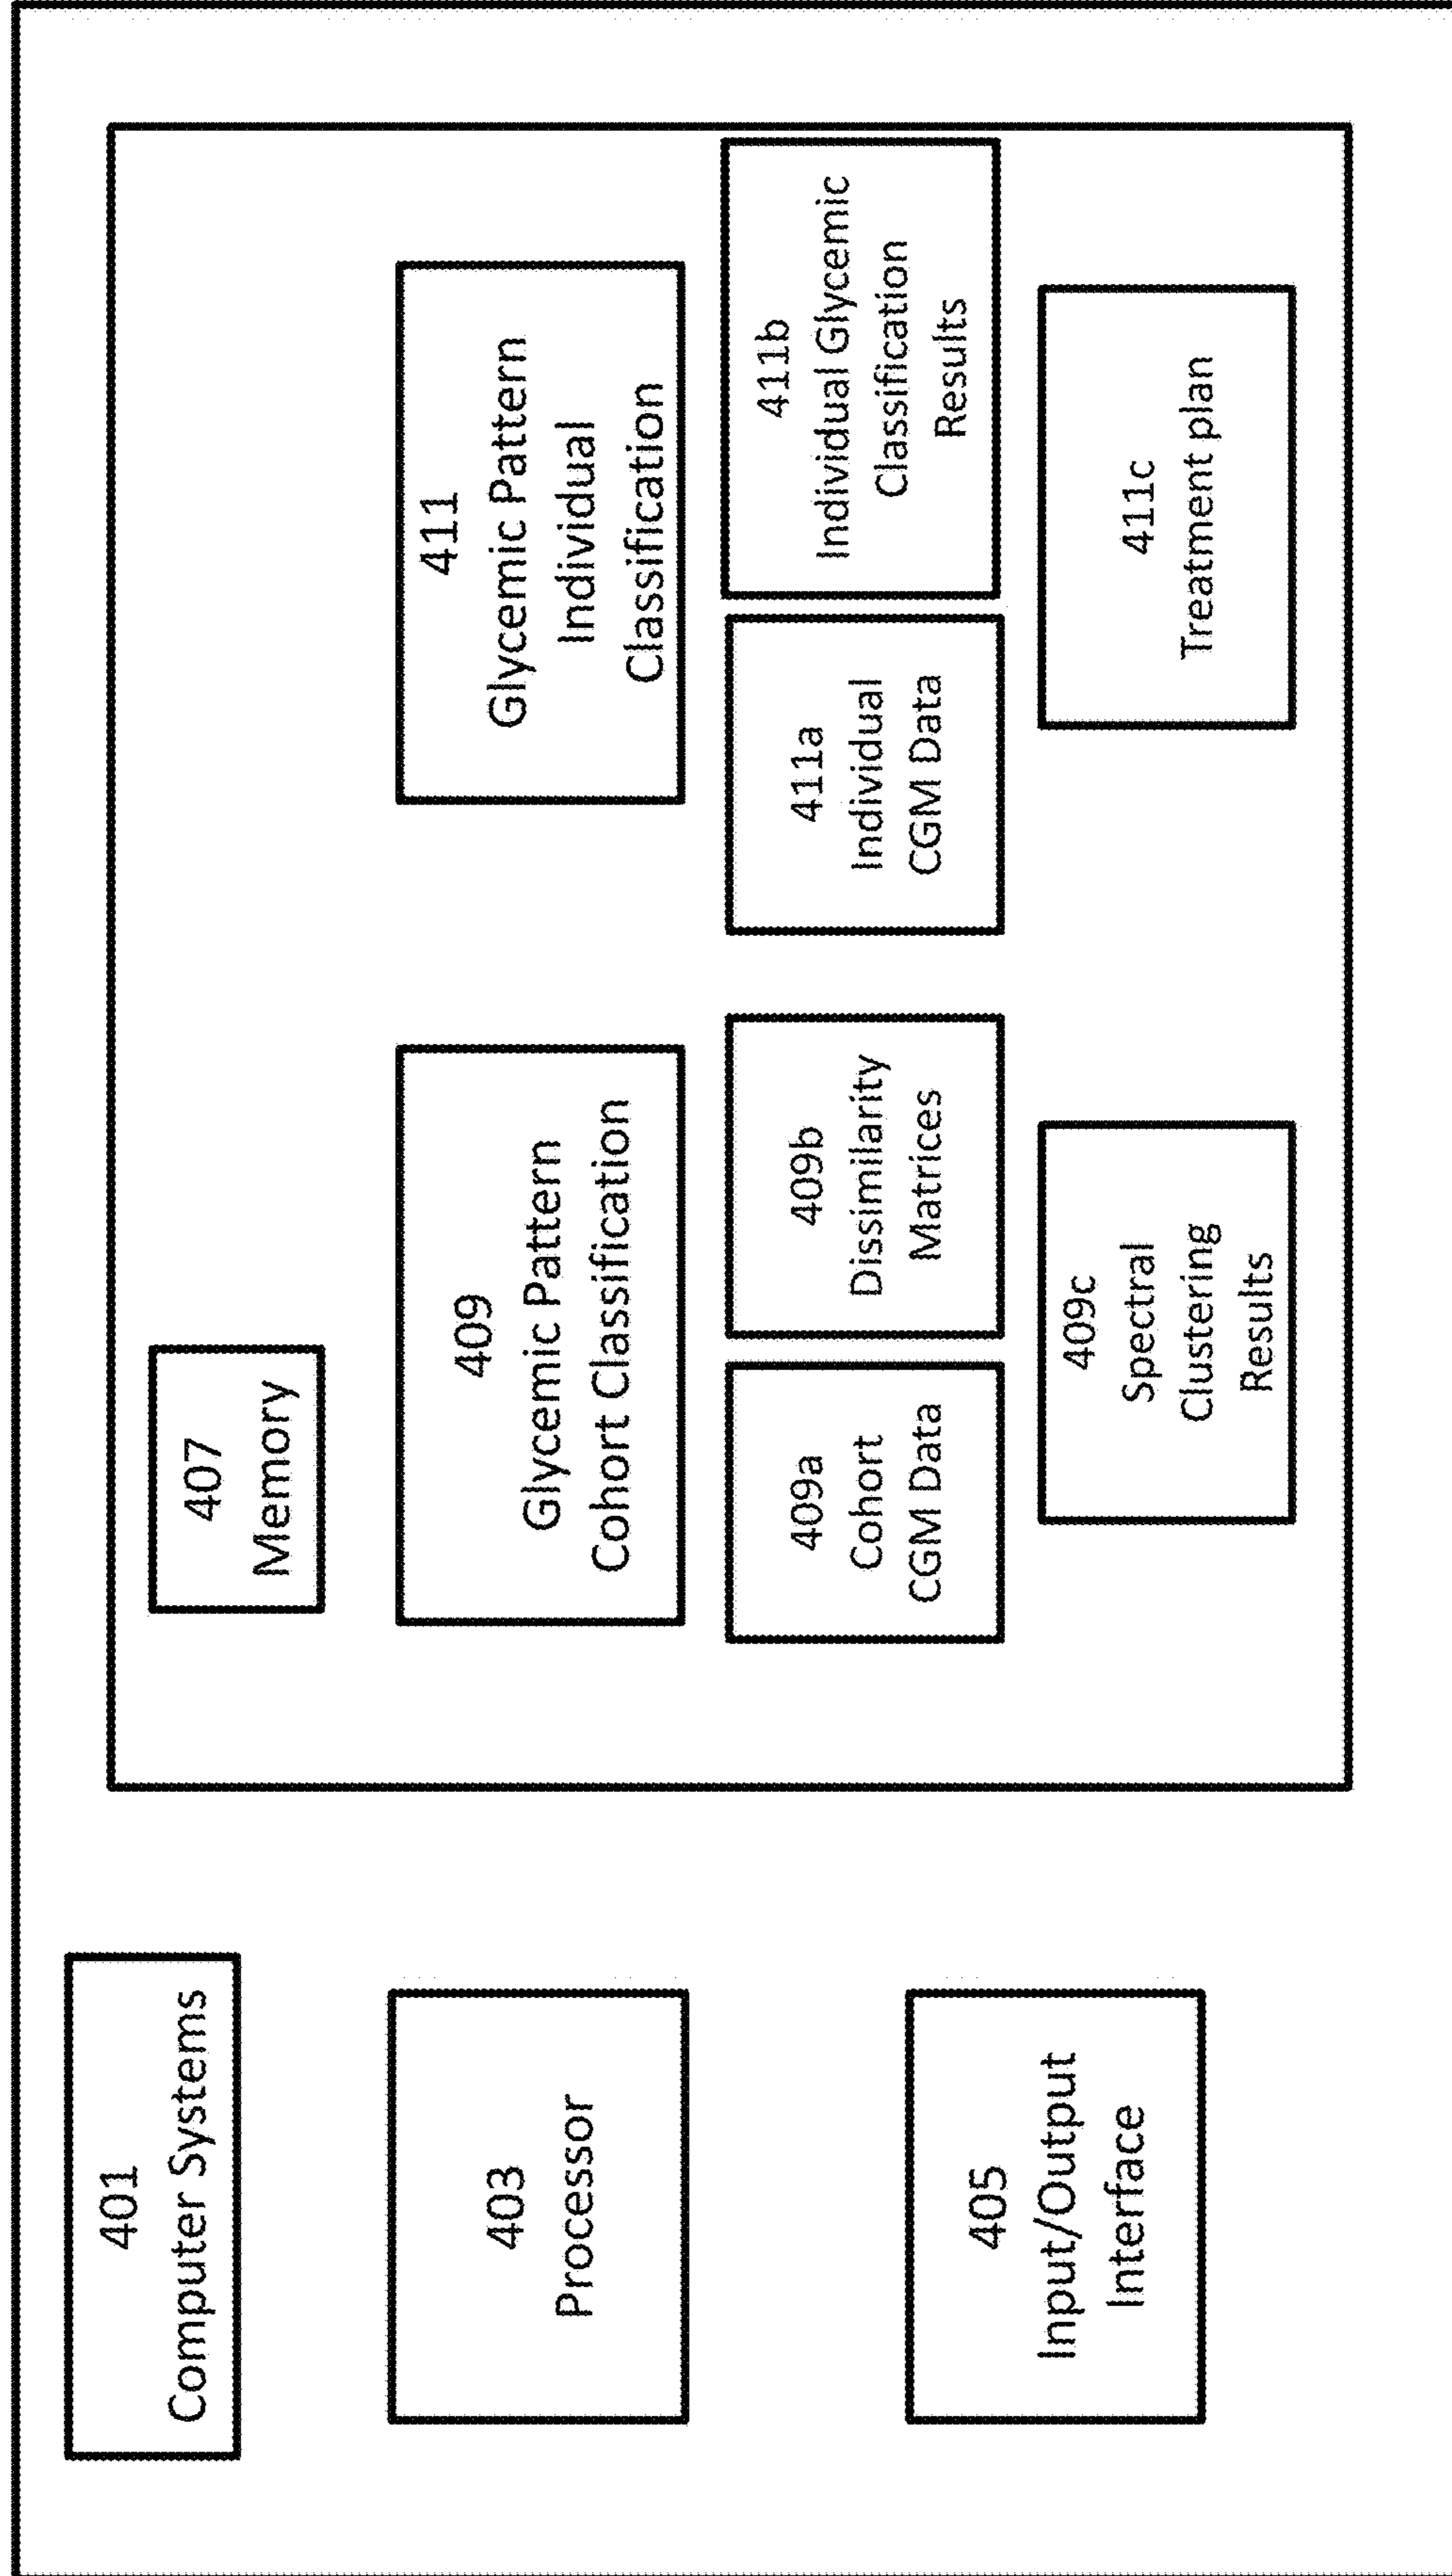 401
Computer Systems
403
Processor
405
Input/Output
Interface
407
Memory
409
Glycemic Pattern
Cohort Classification
409a
Cohort
CGM Data
409b
Dissimilarity
Matrices
409c
Spectral
Clustering
Results
411
Glycemic Pattern
Individual
Classification
411a
Individual
CGM Data
411b
Individual Glycemic
Classification
Results
411c
Treatment plan